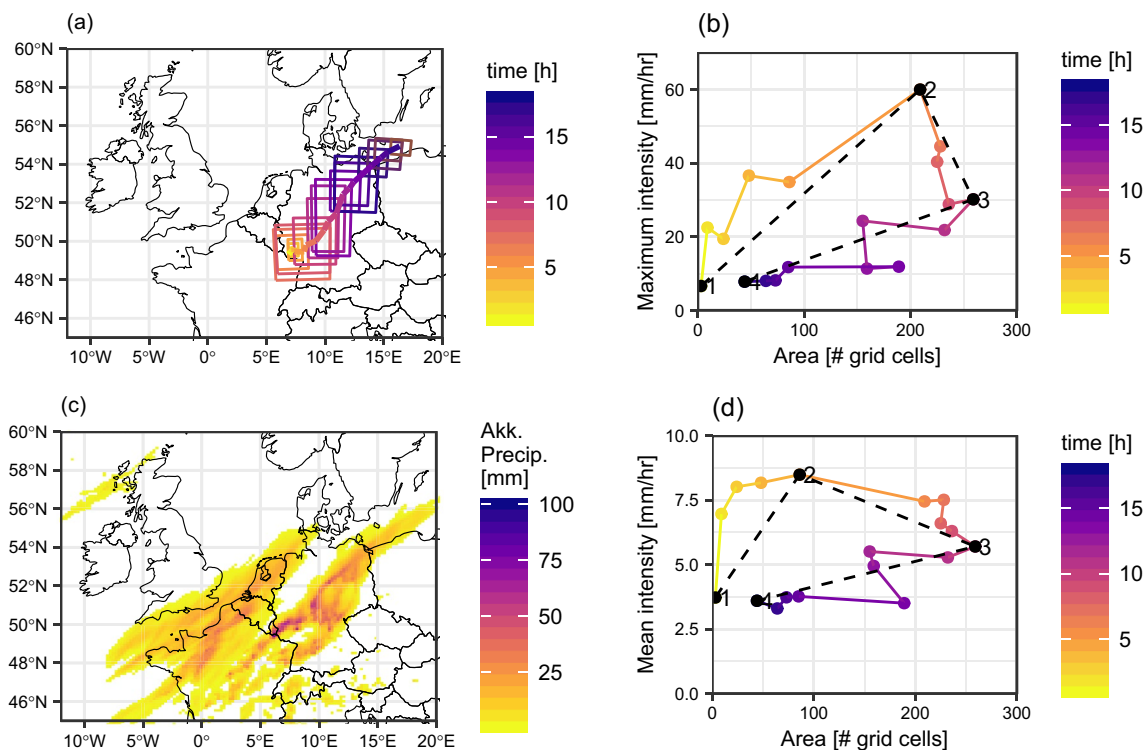 (a)
60°N
58°N
56°N
54°N
52°N
50°N
48°N
46°N
10°W 5°W 0° 5°E 10°E 15°E 20°E
time [h]
15
10
5
(b)
Maximum intensity [mm/hr]
60
40
20
0
0 100 200 300
Area [# grid cells]
1
2
3
4
time [h]
15
10
5
(c)
60°N
58°N
56°N
54°N
52°N
50°N
48°N
46°N
10°W 5°W 0° 5°E 10°E 15°E 20°E
Akk.
Precip.
[mm]
100
75
50
25
(d)
Mean intensity [mm/hr]
10.0
7.5
5.0
2.5
0.0
0 100 200 300
Area [# grid cells]
1
2
3
4
time [h]
15
10
5